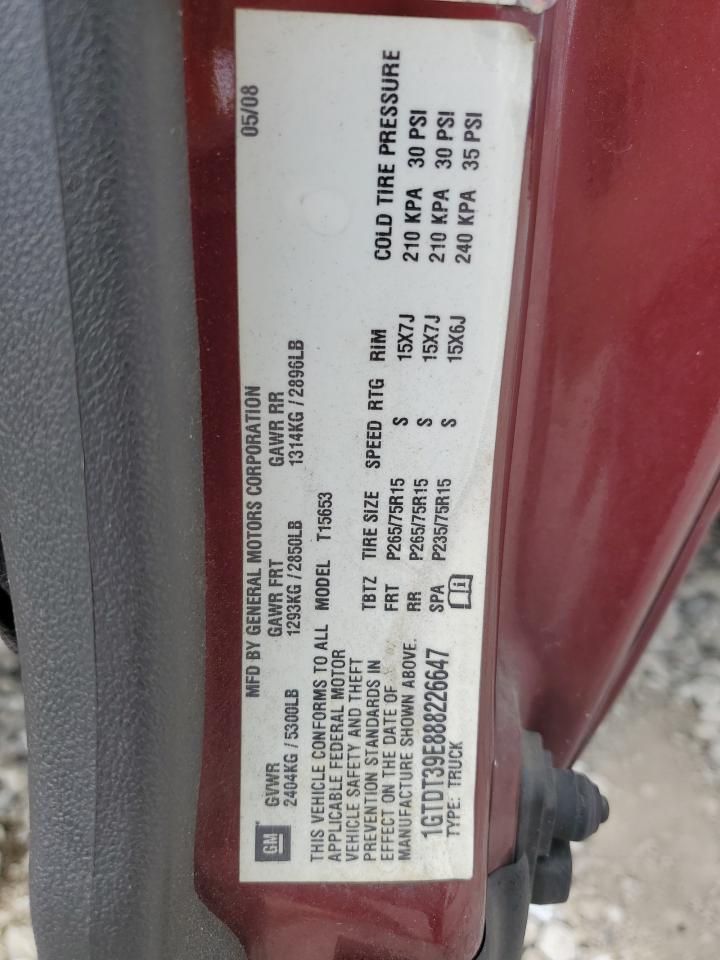 MFD BY GENERAL MOTORS CORPORATION 05/08
GM GVWR GAWR FRT GAWR RR
2404KG / 5300LB 1293KG / 2850LB 1314KG / 2896LB
THIS VEHICLE CONFORMS TO ALL
APPLICABLE FEDERAL MOTOR
VEHICLE SAFETY AND THEFT
PREVENTION STANDARDS IN
EFFECT ON THE DATE OF
MANUFACTURE SHOWN ABOVE.
1GTDT39E888226647
TYPE: TRUCK
MODEL T15653
TBTZ TIRE SIZE SPEED RTG RIM COLD TIRE PRESSURE
FRT P265/75R15 S 15X7J 210 KPA 30 PSI
RR P265/75R15 S 15X7J 210 KPA 30 PSI
SPA P235/75R15 S 15X6J 240 KPA 35 PSI